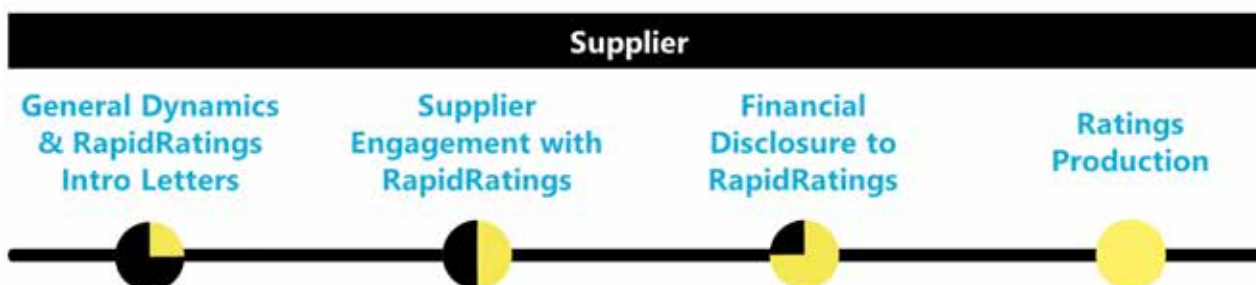 Supplier
General Dynamics
& RapidRatings
Intro Letters
Supplier
Engagement with
RapidRatings
Financial
Disclosure to
RapidRatings
Ratings
Production